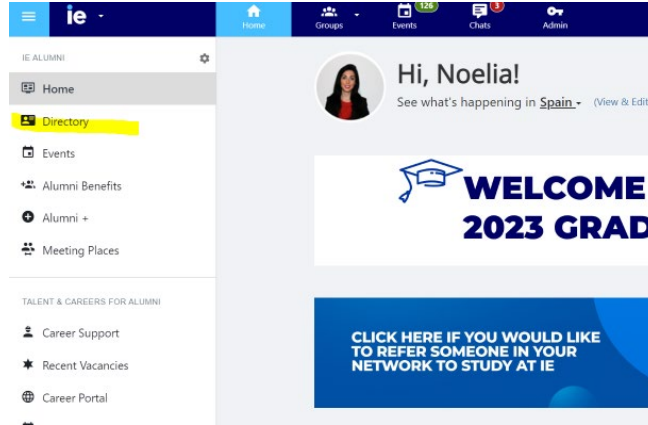 ie
Home
Groups
126
Events
3
Chats
Admin
IE ALUMNI
Home
Directory
Events
Alumni Benefits
Alumni +
Meeting Places
TALENT & CAREERS FOR ALUMNI
Career Support
Recent Vacancies
Career Portal
Hi, Noelia!
See what's happening in Spain (View & Edit
WELCOME
2023 GRAD
CLICK HERE IF YOU WOULD LIKE
TO REFER SOMEONE IN YOUR
NETWORK TO STUDY AT IE